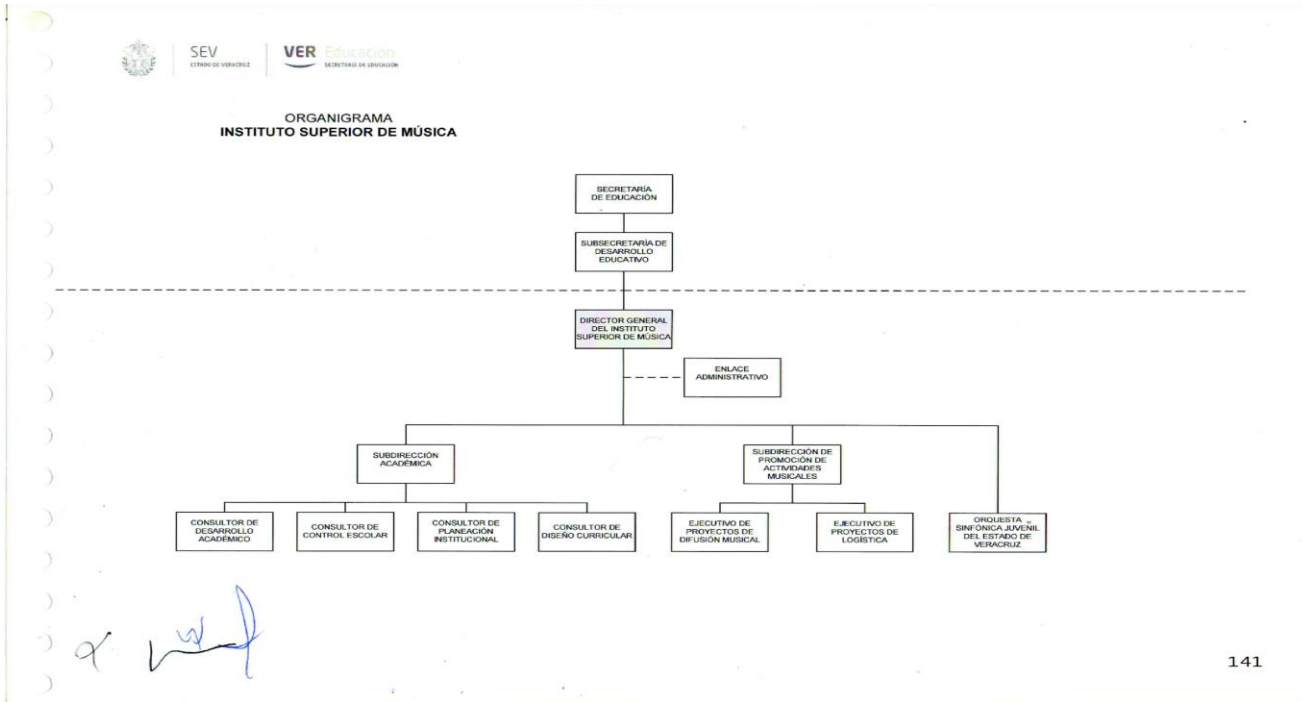 SEV
ESTADO DE VERACRUZ
VER Educación
SECRETARÍA DE EDUCACIÓN
ORGANIGRAMA
INSTITUTO SUPERIOR DE MÚSICA
SECRETARÍA
DE EDUCACIÓN
SUBSECRETARÍA DE
DESARROLLO
EDUCATIVO
DIRECTOR GENERAL
DEL INSTITUTO
SUPERIOR DE MÚSICA
ENLACE
ADMINISTRATIVO
SUBDIRECCIÓN
ACADÉMICA
SUBDIRECCIÓN DE
PROMOCIÓN DE
ACTIVIDADES
MUSICALES
CONSULTOR DE
DESARROLLO
ACADÉMICO
CONSULTOR DE
CONTROL ESCOLAR
CONSULTOR DE
PLANEACIÓN
INSTITUCIONAL
CONSULTOR DE
DISEÑO CURRICULAR
EJECUTIVO DE
PROYECTOS DE
DIFUSIÓN MUSICAL
EJECUTIVO DE
PROYECTOS DE
LOGÍSTICA
ORQUESTA
SINFÓNICA JUVENIL
DEL ESTADO DE
VERACRUZ
141